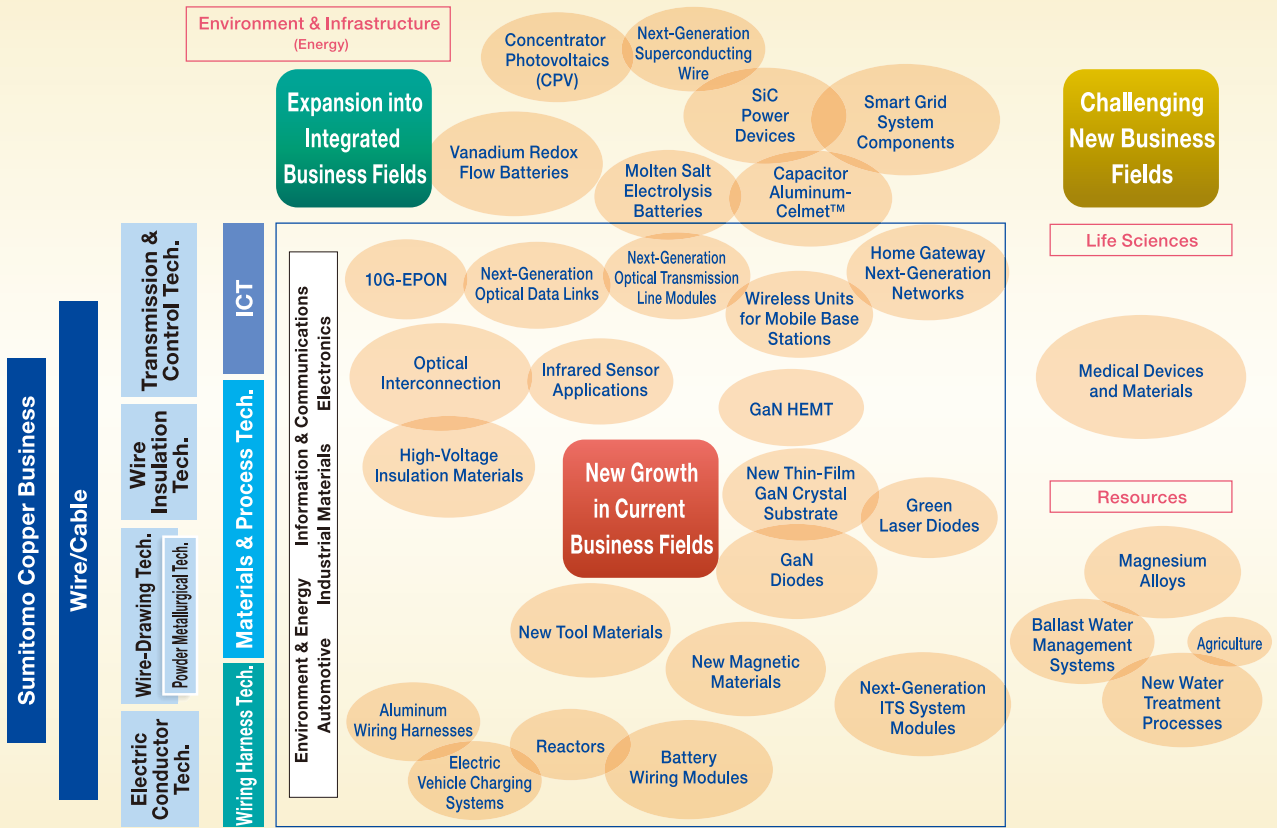 Environment & Infrastructure
(Energy)
Expansion into
Integrated
Business Fields
Concentrator
Photovoltaics
(CPV)
Next-Generation
Superconducting
Wire
SiC
Power
Devices
Smart Grid
System
Components
Vanadium Redox
Flow Batteries
Molten Salt
Electrolysis
Batteries
Capacitor
Aluminum-
Celmet™
Challenging
New Business
Fields
Sumitomo Copper Business
Wire/Cable
Transmission &
Control Tech.
Wire
Insulation
Tech.
Wire-Drawing Tech.
Powder Metallurgical Tech.
Electric
Conductor
Tech.
ICT
Materials & Process Tech.
Wiring Harness Tech.
Environment & Energy
Information & Communications
Automotive
Industrial Materials
Electronics
10G-EPON
Next-Generation
Optical Data Links
Next-Generation
Optical Transmission
Line Modules
Wireless Units
for Mobile Base
Stations
Home Gateway
Next-Generation
Networks
Optical
Interconnection
Infrared Sensor
Applications
GaN HEMT
High-Voltage
Insulation Materials
New Growth
in Current
Business Fields
New Thin-Film
GaN Crystal
Substrate
Green
Laser Diodes
GaN
Diodes
New Tool Materials
New Magnetic
Materials
Next-Generation
ITS System
Modules
Aluminum
Wiring Harnesses
Electric
Vehicle Charging
Systems
Reactors
Battery
Wiring Modules
Life Sciences
Medical Devices
and Materials
Resources
Magnesium
Alloys
Ballast Water
Management
Systems
Agriculture
New Water
Treatment
Processes